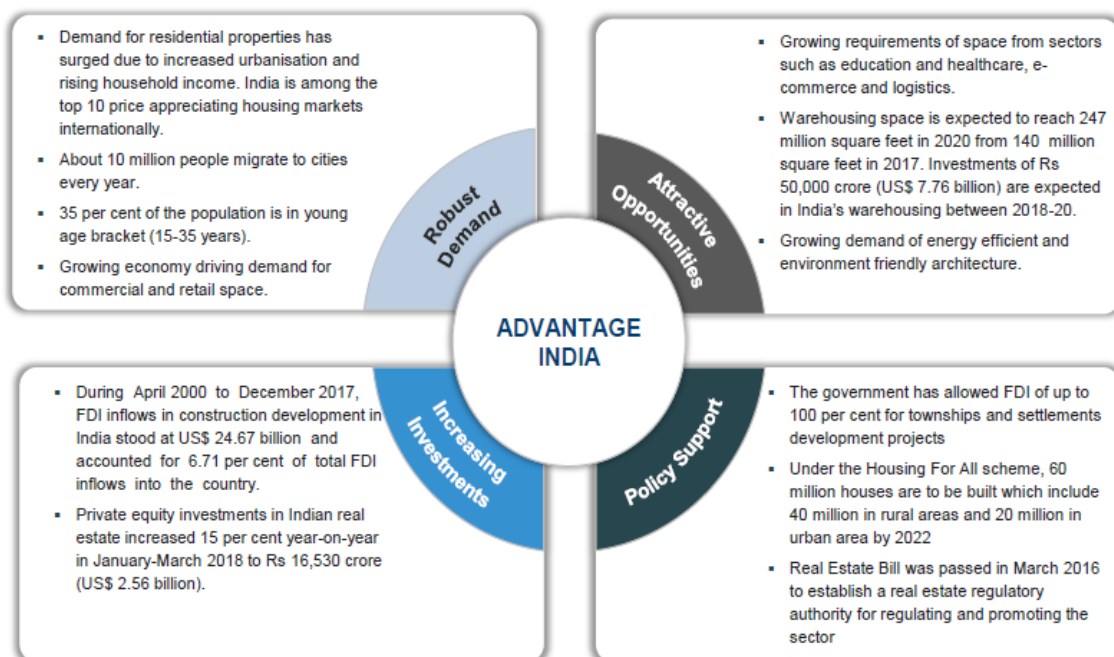 ▪ Demand for residential properties has
surged due to increased urbanisation and
rising household income. India is among the
top 10 price appreciating housing markets
internationally.
▪ About 10 million people migrate to cities
every year.
▪ 35 per cent of the population is in young
age bracket (15-35 years).
▪ Growing economy driving demand for
commercial and retail space.
Robust
Demand
▪ Growing requirements of space from sectors
such as education and healthcare, e-
commerce and logistics.
▪ Warehousing space is expected to reach 247
million square feet in 2020 from 140 million
square feet in 2017. Investments of Rs
50,000 crore (US$ 7.76 billion) are expected
in India's warehousing between 2018-20.
▪ Growing demand of energy efficient and
environment friendly architecture.
Attractive
Opportunities
ADVANTAGE
INDIA
▪ During April 2000 to December 2017,
FDI inflows in construction development in
India stood at US$ 24.67 billion and
accounted for 6.71 per cent of total FDI
inflows into the country.
▪ Private equity investments in Indian real
estate increased 15 per cent year-on-year
in January-March 2018 to Rs 16,530 crore
(US$ 2.56 billion).
Increasing
Investments
▪ The government has allowed FDI of up to
100 per cent for townships and settlements
development projects
▪ Under the Housing For All scheme, 60
million houses are to be built which include
40 million in rural areas and 20 million in
urban area by 2022
▪ Real Estate Bill was passed in March 2016
to establish a real estate regulatory
authority for regulating and promoting the
sector
Policy Support